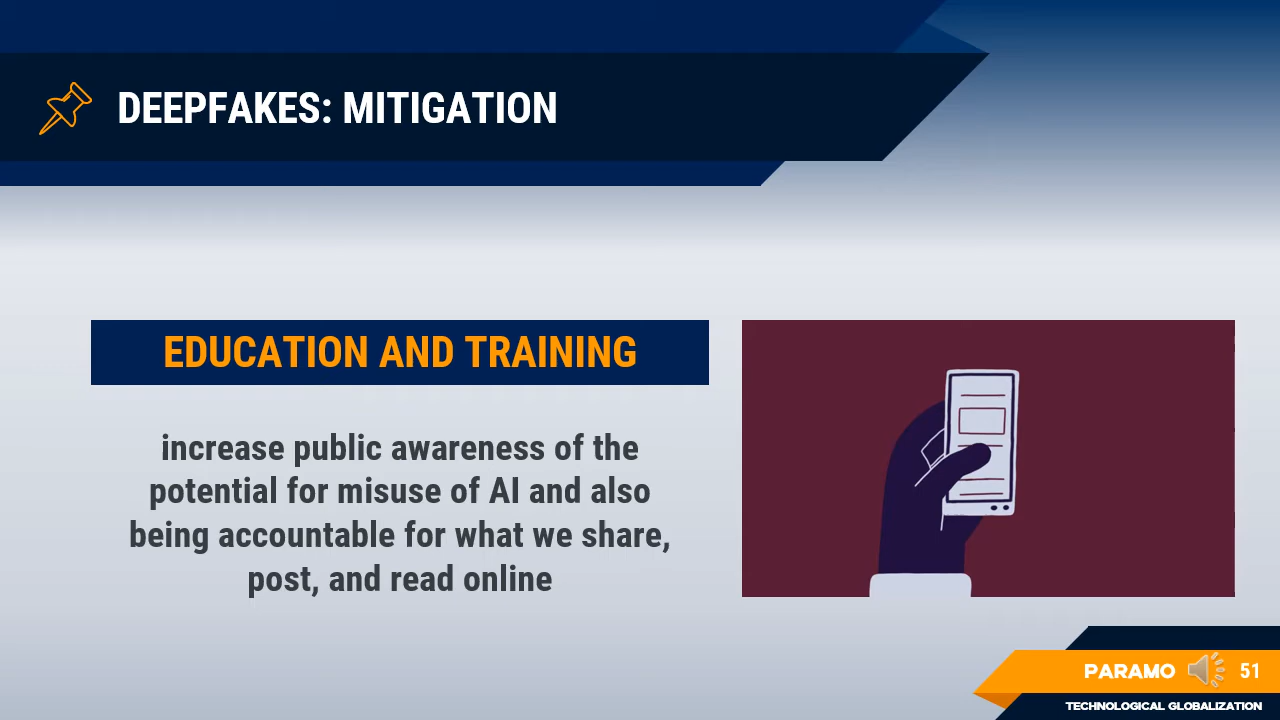 DEEPFAKES: MITIGATION
EDUCATION AND TRAINING
increase public awareness of the
potential for misuse of AI and also
being accountable for what we share,
post, and read online
PARAMO 51
TECHNOLOGICAL GLOBALIZATION